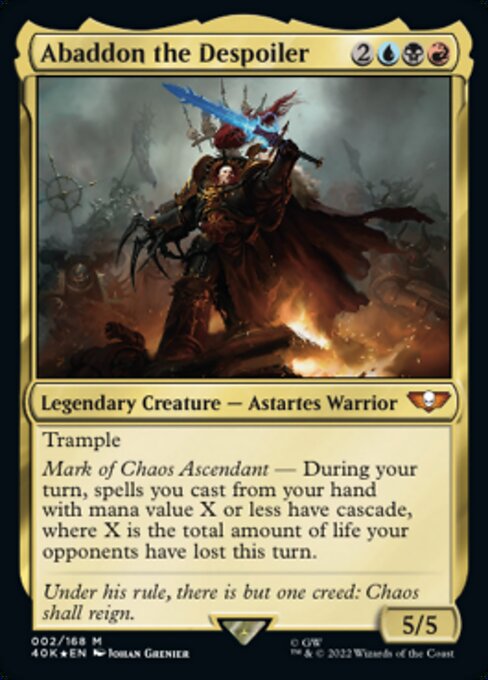 Abaddon the Despoiler 2
Legendary Creature — Astartes Warrior
Trample
Mark of Chaos Ascendant — During your
turn, spells you cast from your hand
with mana value X or less have cascade,
where X is the total amount of life your
opponents have lost this turn.
Under his rule, there is but one creed: Chaos
shall reign.
5/5
002/168 M
40K★EN Johan Grenier
© GW
™ & © 2022 Wizards of the Coast